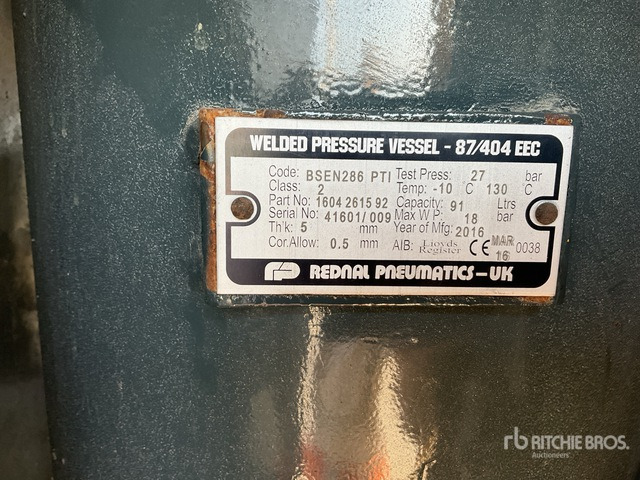 WELDED PRESSURE VESSEL - 87/404 EEC
Code: BSEN286 PTI Test Press: 27 bar
Class: 2 Temp: -10 °C 130 °C
Part No: 1604 2615 92 Capacity: 91 Ltrs
Serial No: 41601/009 Max W P: 18 bar
Th'k: 5 mm Year of Mfg: 2016
Cor.Allow: 0.5 mm AIB: Lloyds Register CE MAR 16 0038
REDNAL PNEUMATICS-UK
rb RITCHIE BROS.
Auctioneers